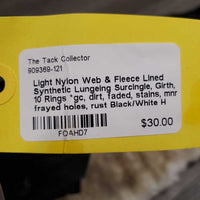 The Tack Collector
909369-121
Light Nylon Web & Fleece Lined
Synthetic Lungeing Surcingle, Girth,
10 Rings *gc, dirt, faded, stains, mnr
frayed holes, rust Black/White H
$30.00
FOAHD7